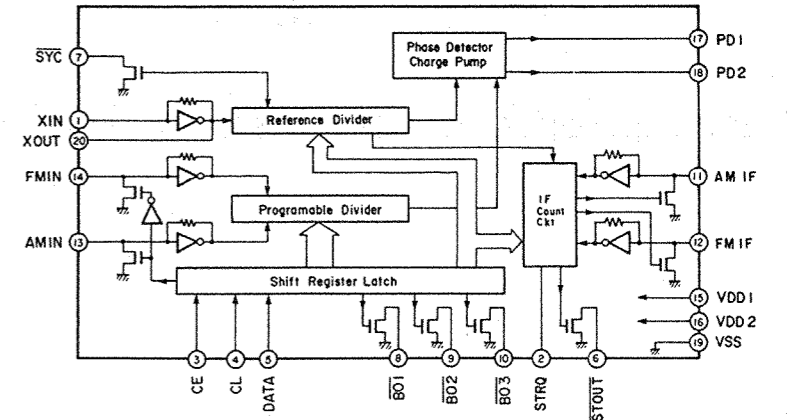 SYC
7
Phase Detector
Charge Pump
17
PD1
18
PD2
XIN
1
Reference Divider
XOUT
20
FMIN
14
11
AM IF
IF
Count
Ckt
Programable Divider
AMIN
13
12
FM IF
Shift Register Latch
15
VDD1
16
VDD2
19
VSS
3
4
5
8
9
10
2
6
CE
CL
DATA
BO1
BO2
BO3
STRQ
STOUT